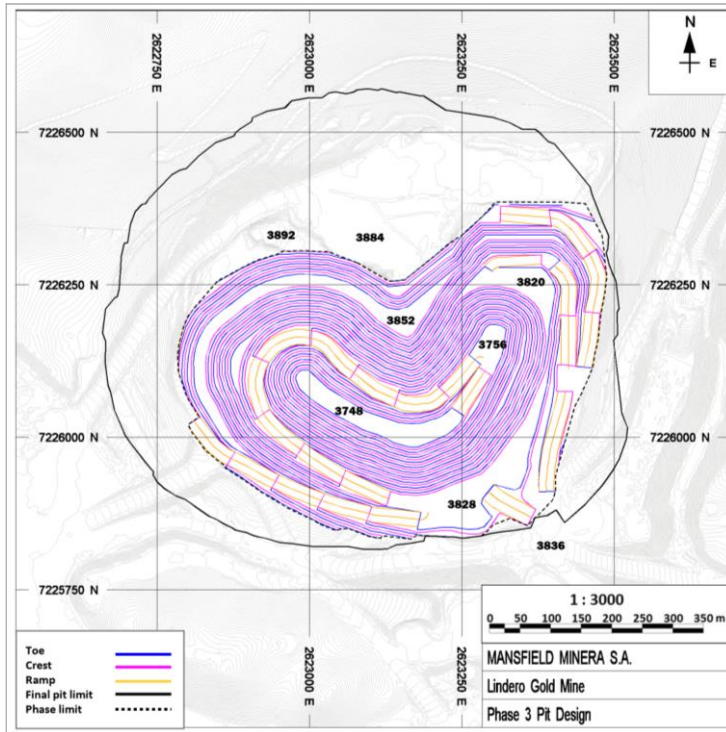 2622750 E
2623000 E
2623250 E
2623500 E
N
E
7226500 N
7226500 N
3892
3884
7226250 N
3820
7226250 N
3852
3756
3748
7226000 N
7226000 N
3828
3836
7225750 N
1 : 3000
0 50 100 150 200 250 300 350 m
MANSFIELD MINERA S.A.
Lindero Gold Mine
Phase 3 Pit Design
Toe
Crest
Ramp
Final pit limit
Phase limit
2623000 E
2623250 E